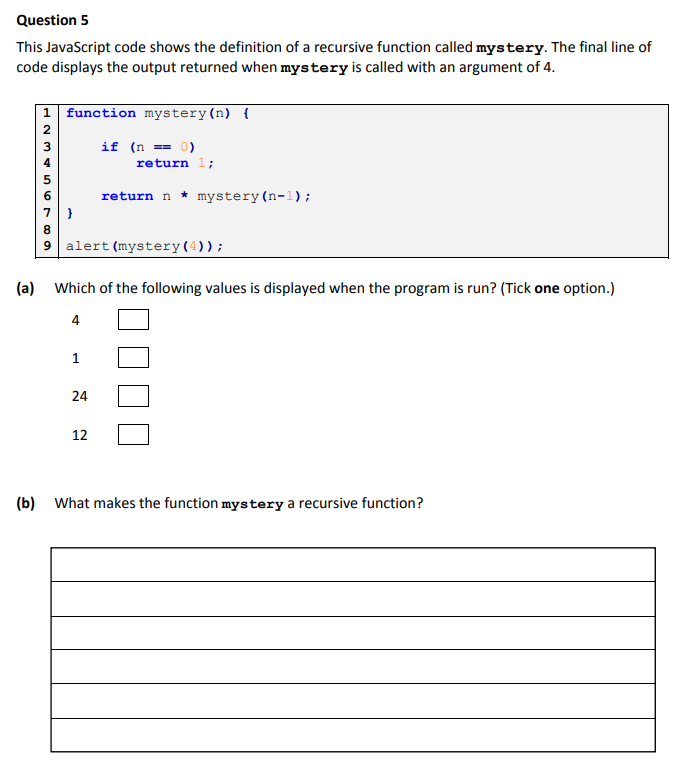 Question 5
This JavaScript code shows the definition of a recursive function called mystery. The final line of
code displays the output returned when mystery is called with an argument of 4.
1 function mystery(n) {
2
3 if (n == 0)
4 return 1;
5
6 return n * mystery(n-1);
7 }
8
9 alert(mystery(4));
(a) Which of the following values is displayed when the program is run? (Tick one option.)
4
1
24
12
(b) What makes the function mystery a recursive function?